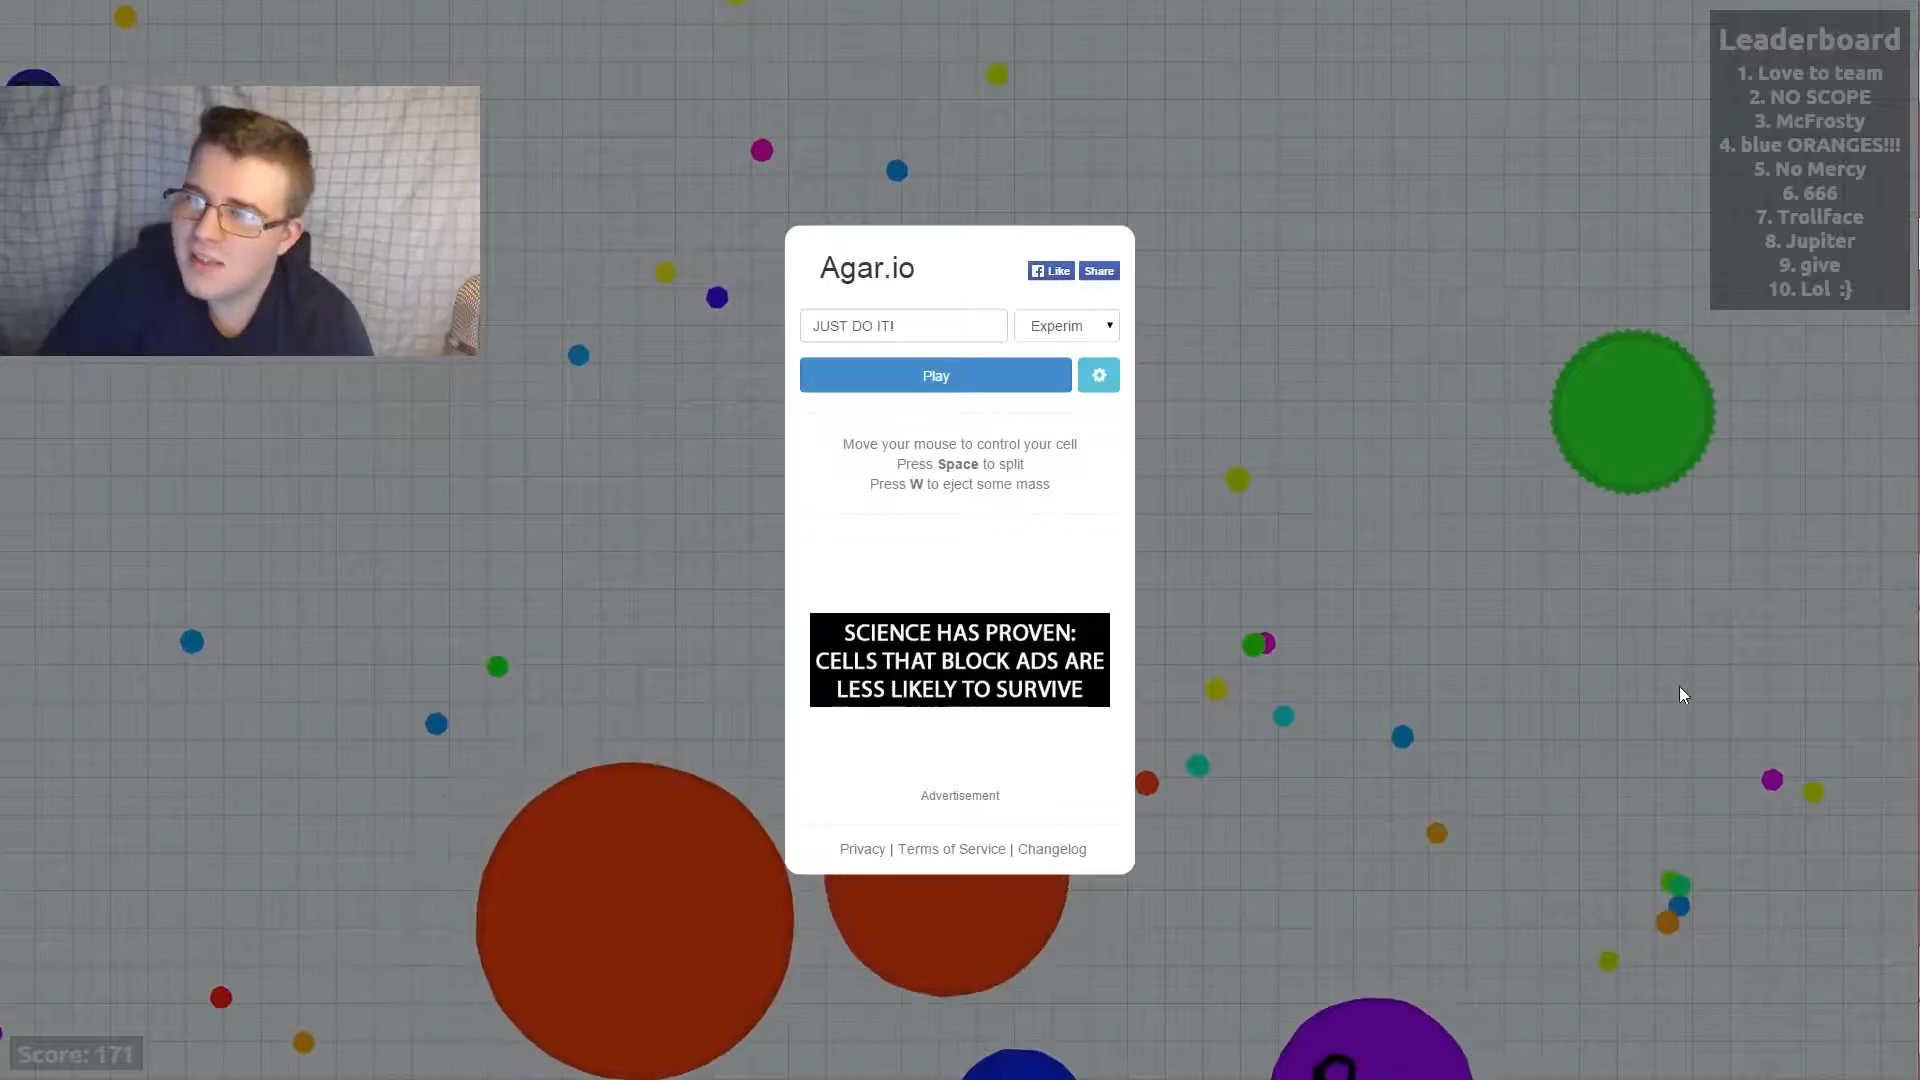 Leaderboard
1. Love to team
2. NO SCOPE
3. McFrosty
4. blue ORANGES!!!
5. No Mercy
6. 666
7. Trollface
8. Jupiter
9. give
10. Lol :}
Agar.io
Like Share
JUST DO IT!
Experim
Play
Move your mouse to control your cell
Press Space to split
Press W to eject some mass
SCIENCE HAS PROVEN:
CELLS THAT BLOCK ADS ARE
LESS LIKELY TO SURVIVE
Advertisement
Privacy | Terms of Service | Changelog
Score: 171